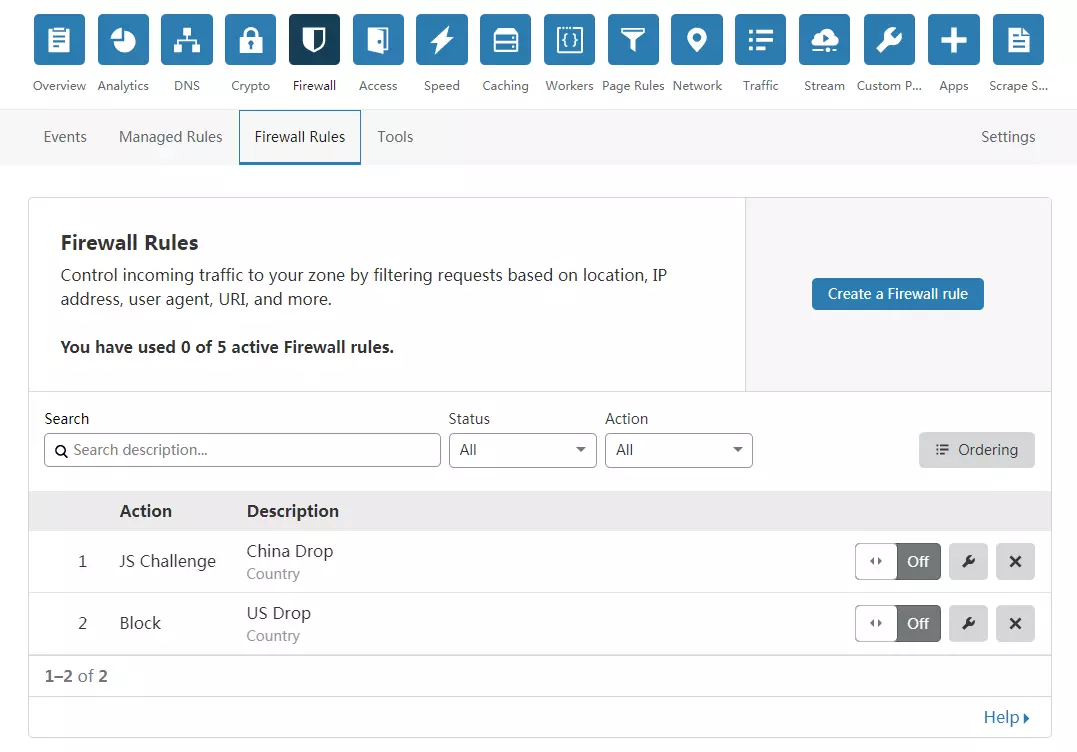 Overview Analytics DNS Crypto Firewall Access Speed Caching Workers Page Rules Network Traffic Stream Custom P... Apps Scrape S...
Events Managed Rules Firewall Rules Tools Settings
Firewall Rules
Control incoming traffic to your zone by filtering requests based on location, IP
address, user agent, URI, and more.
You have used 0 of 5 active Firewall rules.
Create a Firewall rule
Search Status Action
Search description... All All Ordering
Action Description
1 JS Challenge China Drop Off
Country
2 Block US Drop Off
Country
1–2 of 2
Help